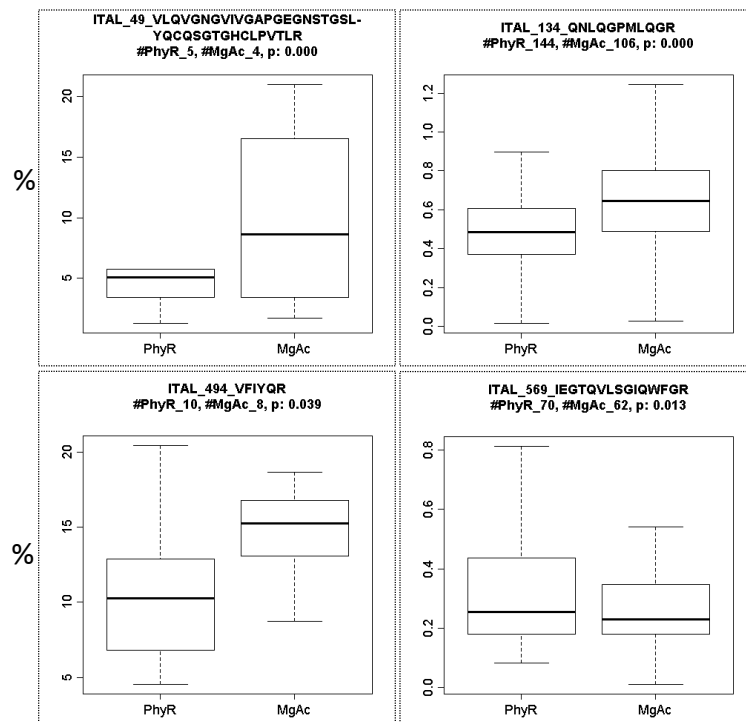 ITAL_49_VLQVGNGVIVGAPGEGNSTGSL-
YQCQSGTGHCLPVTLR
#PhyR_5, #MgAc_4, p: 0.000
%
20
15
10
5
PhyR
MgAc
ITAL_134_QNLQGPMLQGR
#PhyR_144, #MgAc_106, p: 0.000
1.2
1.0
0.8
0.6
0.4
0.2
0.0
PhyR
MgAc
ITAL_494_VFIYQR
#PhyR_10, #MgAc_8, p: 0.039
%
20
15
10
5
PhyR
MgAc
ITAL_569_IEGTQVLSGIQWFGR
#PhyR_70, #MgAc_62, p: 0.013
0.8
0.6
0.4
0.2
0.0
PhyR
MgAc